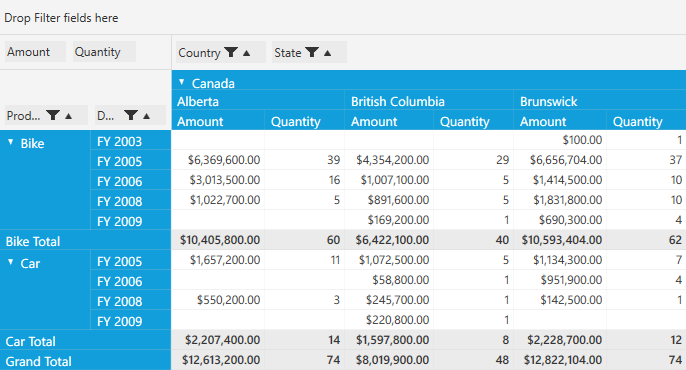 Drop Filter fields here
Amount Quantity Country State
Canada
Alberta British Columbia Brunswick
Prod... D... Amount Quantity Amount Quantity Amount Quantity
Bike FY 2003 $100.00 1
FY 2005 $6,369,600.00 39 $4,354,200.00 29 $6,656,704.00 37
FY 2006 $3,013,500.00 16 $1,007,100.00 5 $1,414,500.00 10
FY 2008 $1,022,700.00 5 $891,600.00 5 $1,831,800.00 10
FY 2009 $169,200.00 1 $690,300.00 4
Bike Total $10,405,800.00 60 $6,422,100.00 40 $10,593,404.00 62
Car FY 2005 $1,657,200.00 11 $1,072,500.00 5 $1,134,300.00 7
FY 2006 $58,800.00 1 $951,900.00 4
FY 2008 $550,200.00 3 $245,700.00 1 $142,500.00 1
FY 2009 $220,800.00 1
Car Total $2,207,400.00 14 $1,597,800.00 8 $2,228,700.00 12
Grand Total $12,613,200.00 74 $8,019,900.00 48 $12,822,104.00 74